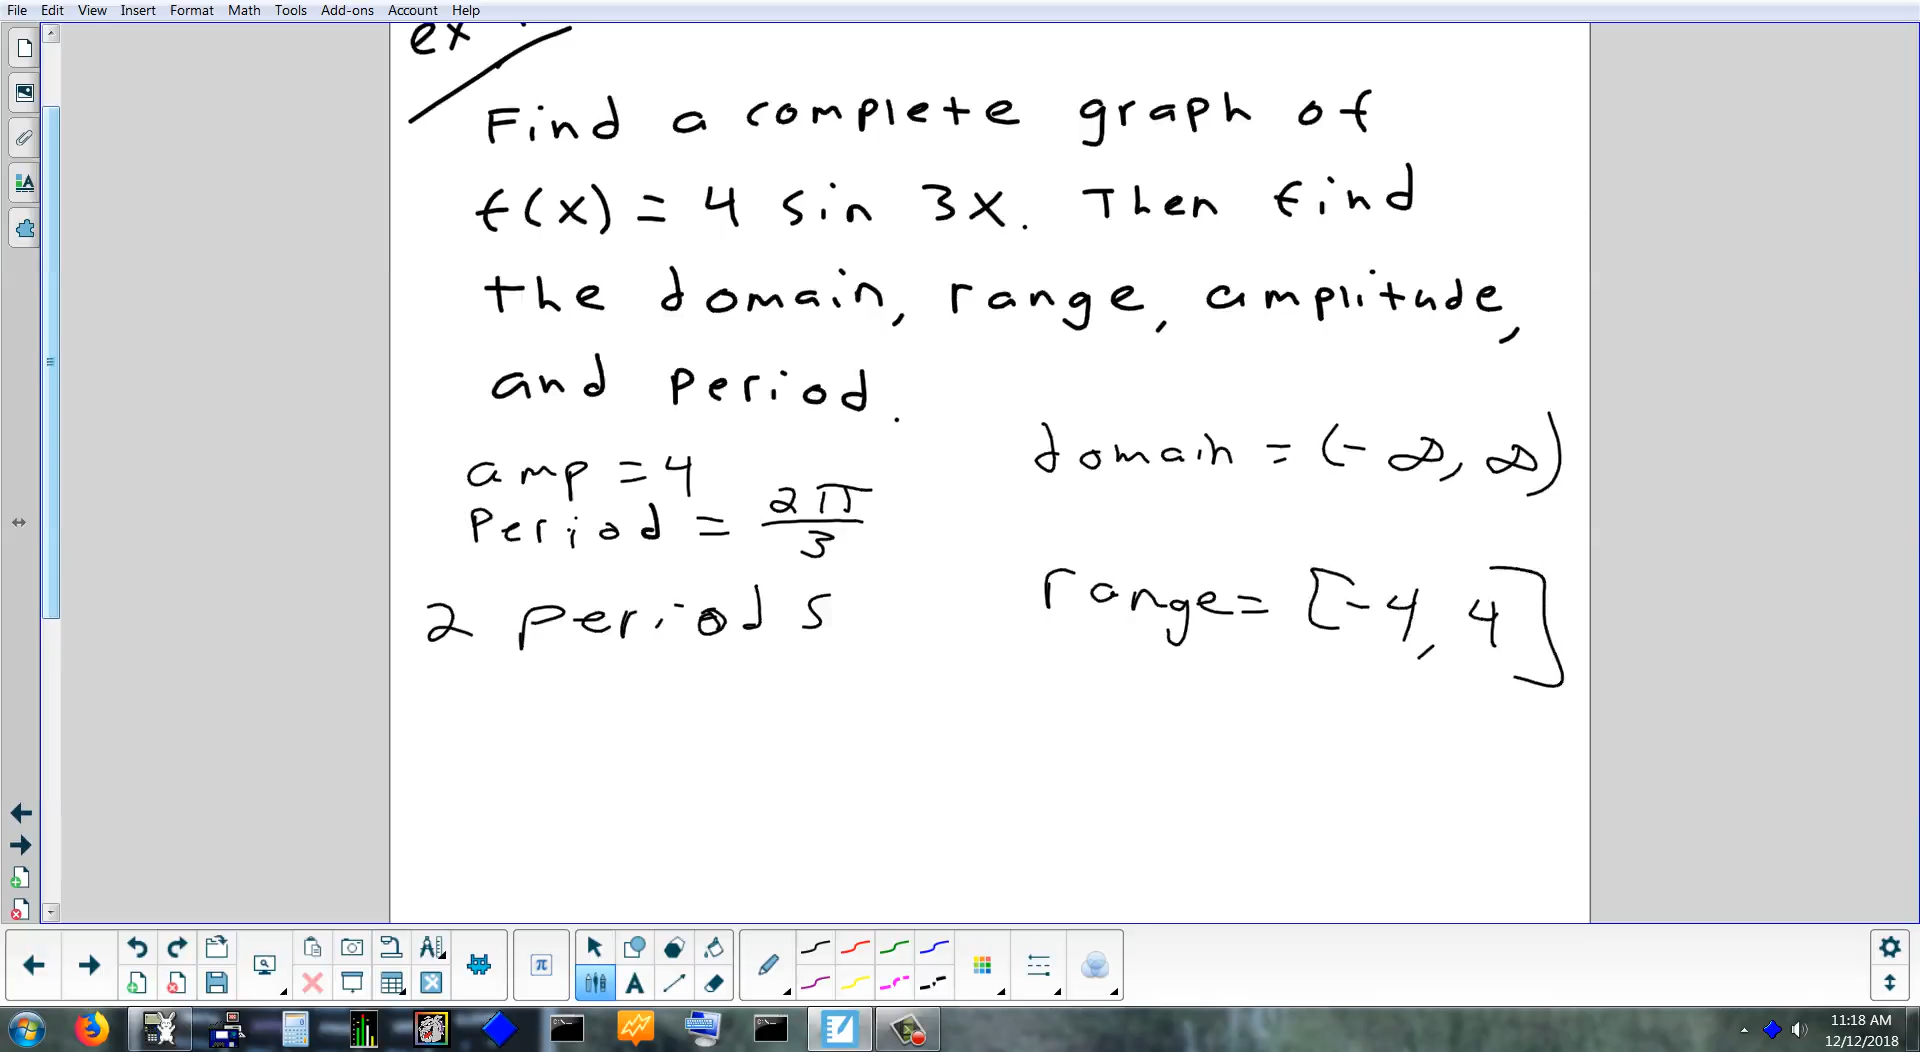 File Edit View Insert Format Math Tools Add-ons Account Help
ex
Find a complete graph of
f(x) = 4 sin 3x. Then find
the domain, range, amplitude,
and period.
amp = 4
Period = 2π/3
2 periods
domain = (-∞, ∞)
range = [-4, 4]
π
A
11:18 AM
12/12/2018